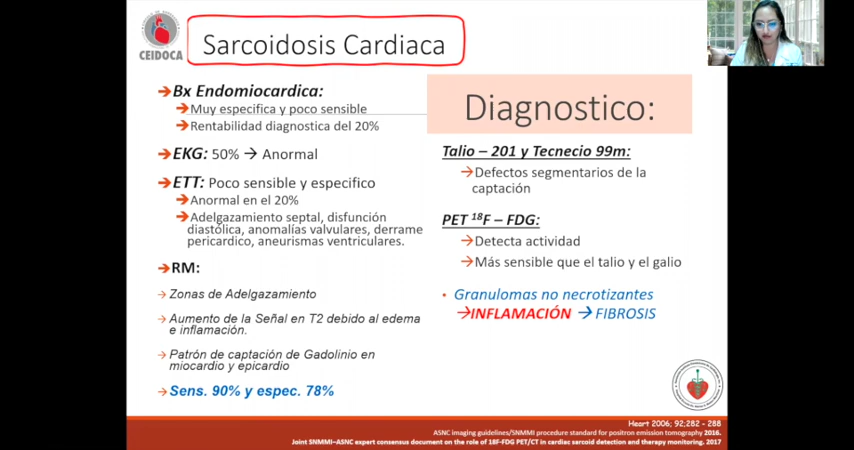 CEIDOCA
Sarcoidosis Cardiaca
Bx Endomiocardica:
Muy especifica y poco sensible
Rentabilidad diagnostica del 20%
EKG: 50% → Anormal
ETT: Poco sensible y especifico
Anormal en el 20%
Adelgazamiento septal, disfunción
diastólica, anomalías valvulares, derrame
pericardico, aneurismas ventriculares.
RM:
Zonas de Adelgazamiento
Aumento de la Señal en T2 debido al edema
e inflamación.
Patrón de captación de Gadolinio en
miocardio y epicardio
Sens. 90% y espec. 78%
Diagnostico:
Talio – 201 y Tecnecio 99m:
Defectos segmentarios de la
captación
PET ¹⁸F – FDG:
Detecta actividad
Más sensible que el talio y el galio
• Granulomas no necrotizantes
→INFLAMACIÓN → FIBROSIS
Heart 2006; 92;282 - 288
ASNC imaging guidelines/SNMMI procedure standard for positron emission tomography 2016.
Joint SNMMI–ASNC expert consensus document on the role of 18F-FDG PET/CT in cardiac sarcoid detection and therapy monitoring. 2017